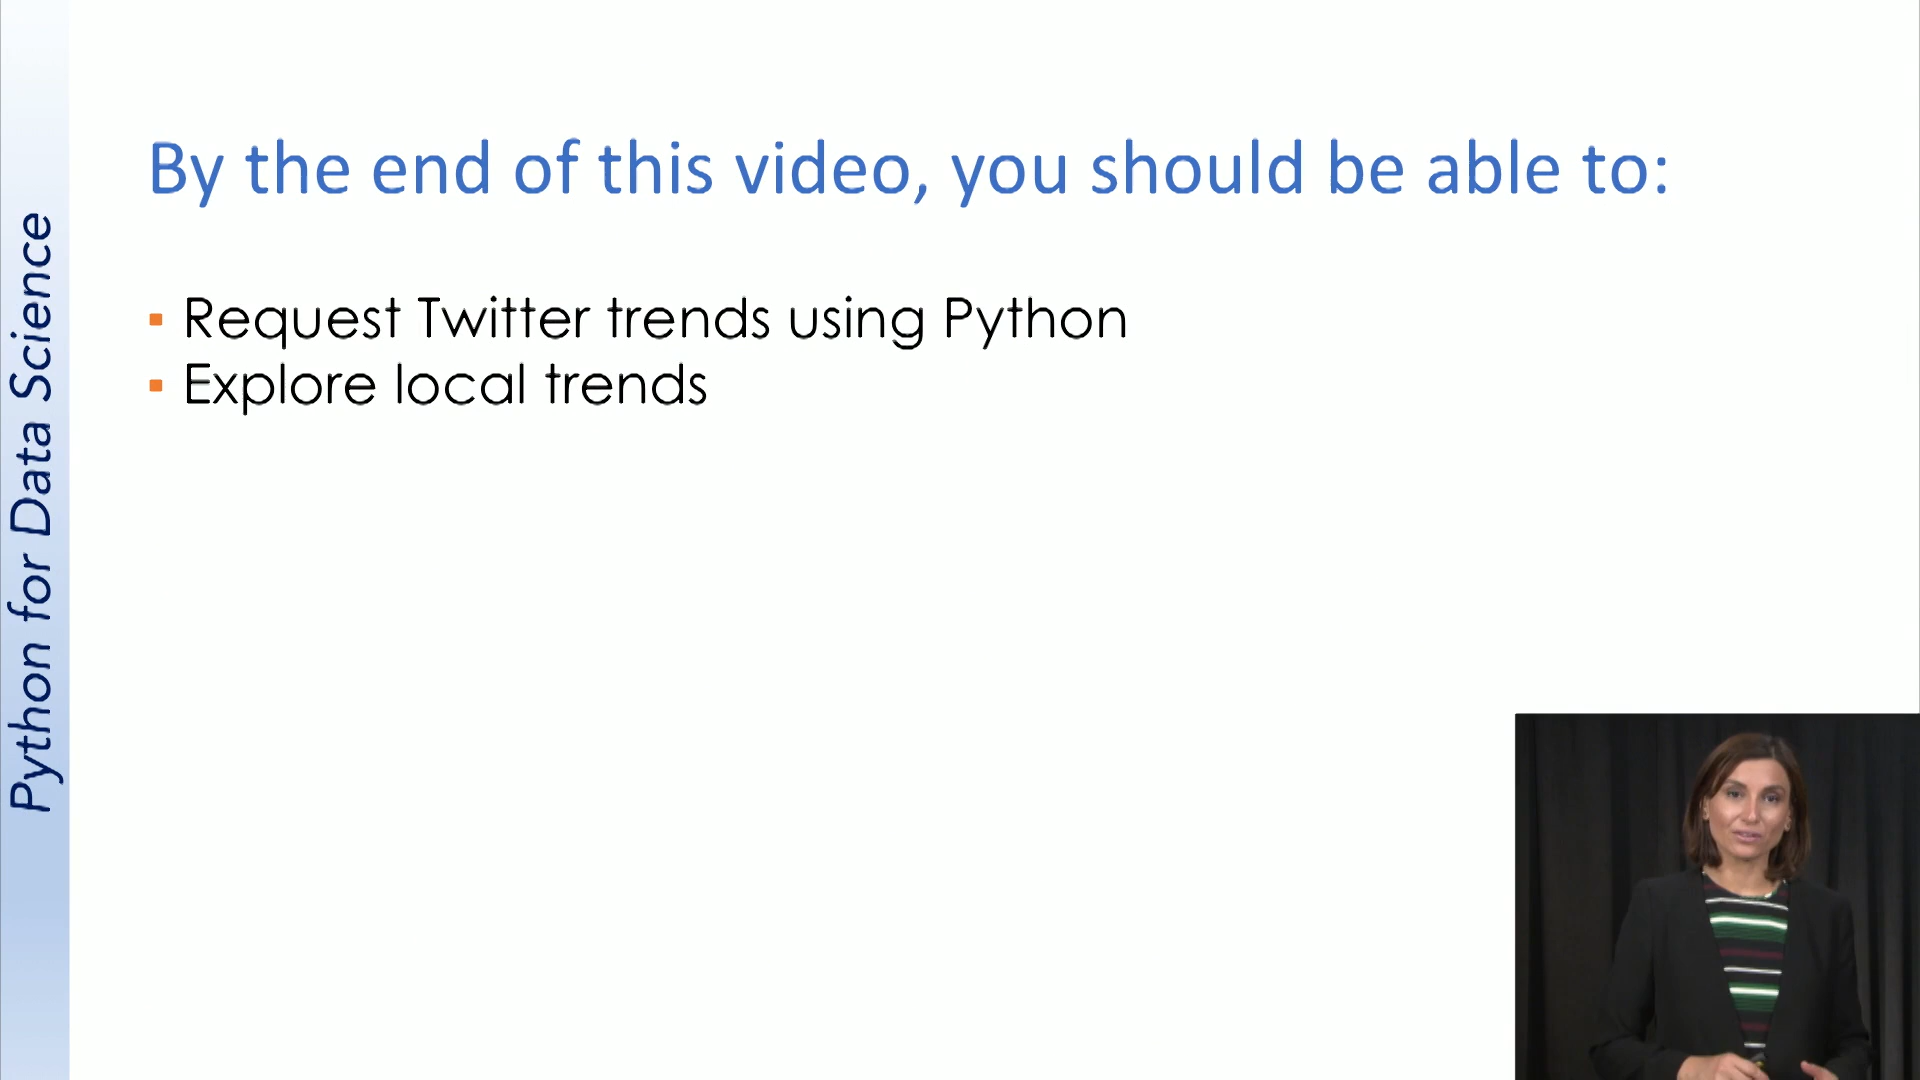 Python for Data Science
By the end of this video, you should be able to:
▪ Request Twitter trends using Python
▪ Explore local trends